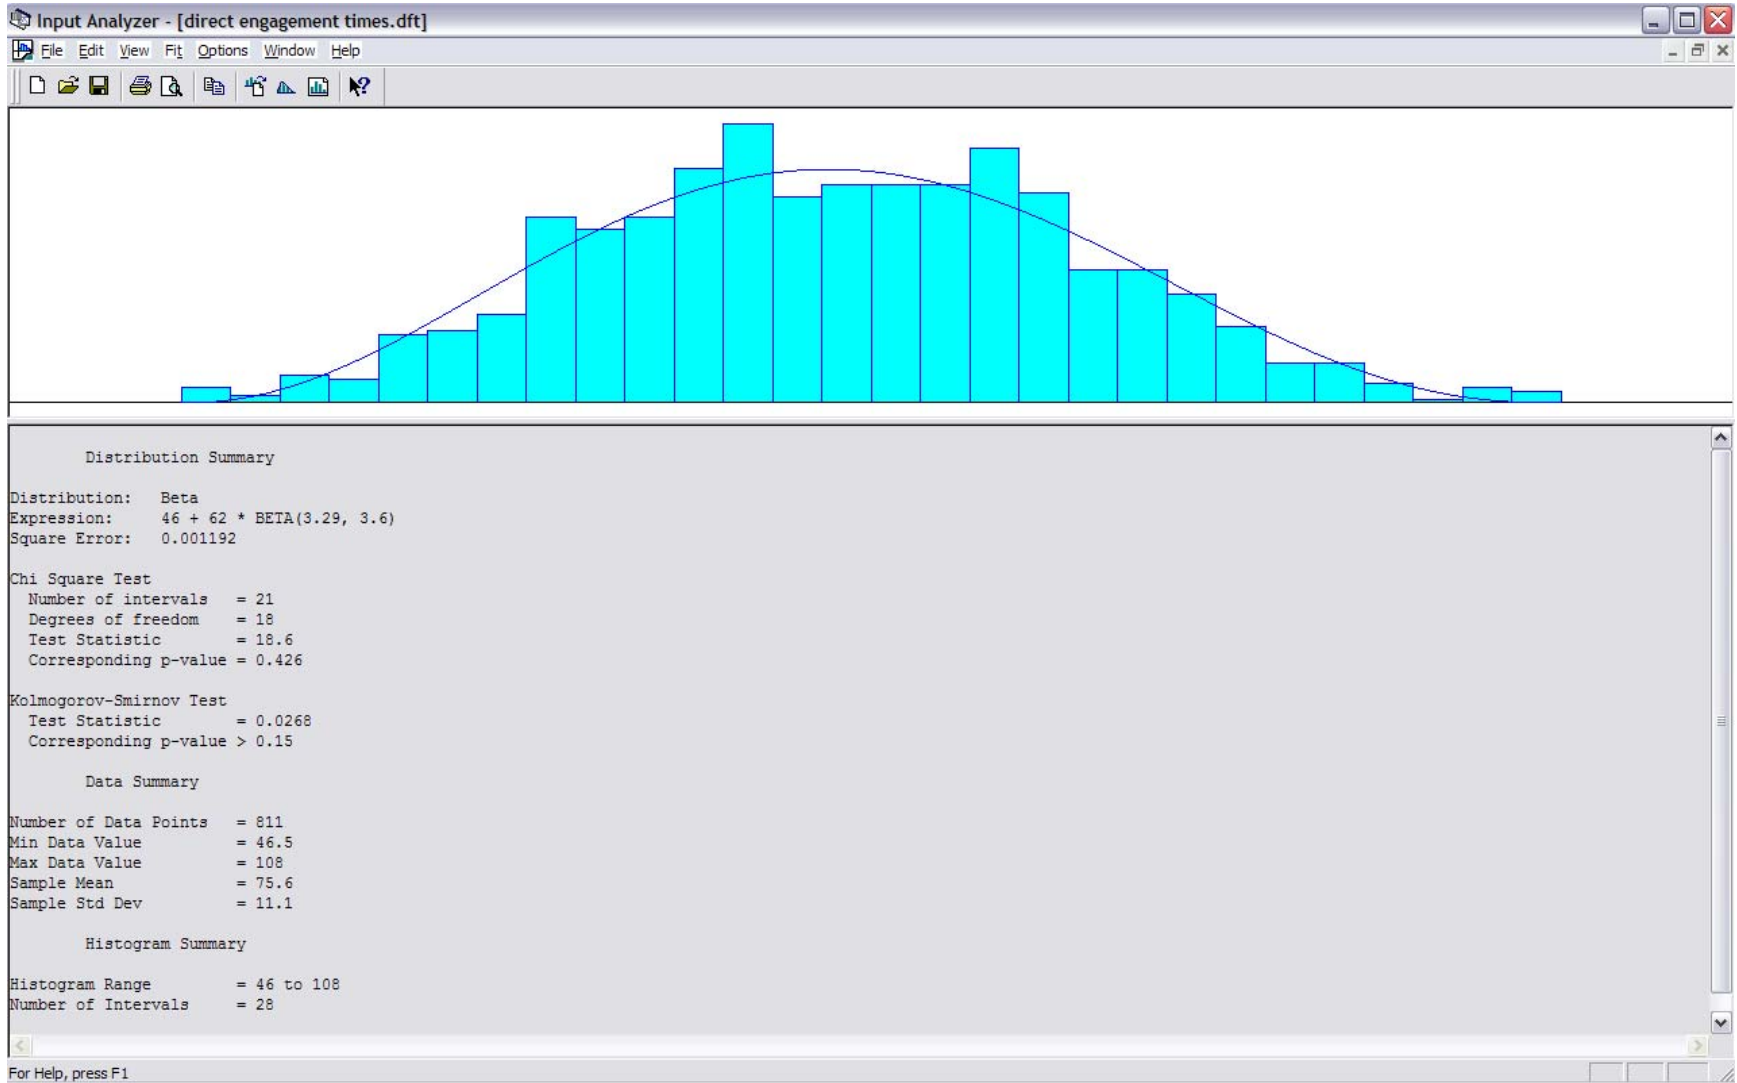 Input Analyzer - [direct engagement times.dft]
File Edit View Fit Options Window Help
Distribution Summary
Distribution: Beta
Expression: 46 + 62 * BETA(3.29, 3.6)
Square Error: 0.001192
Chi Square Test
Number of intervals = 21
Degrees of freedom = 18
Test Statistic = 18.6
Corresponding p-value = 0.426
Kolmogorov-Smirnov Test
Test Statistic = 0.0268
Corresponding p-value > 0.15
Data Summary
Number of Data Points = 811
Min Data Value = 46.5
Max Data Value = 108
Sample Mean = 75.6
Sample Std Dev = 11.1
Histogram Summary
Histogram Range = 46 to 108
Number of Intervals = 28
For Help, press F1